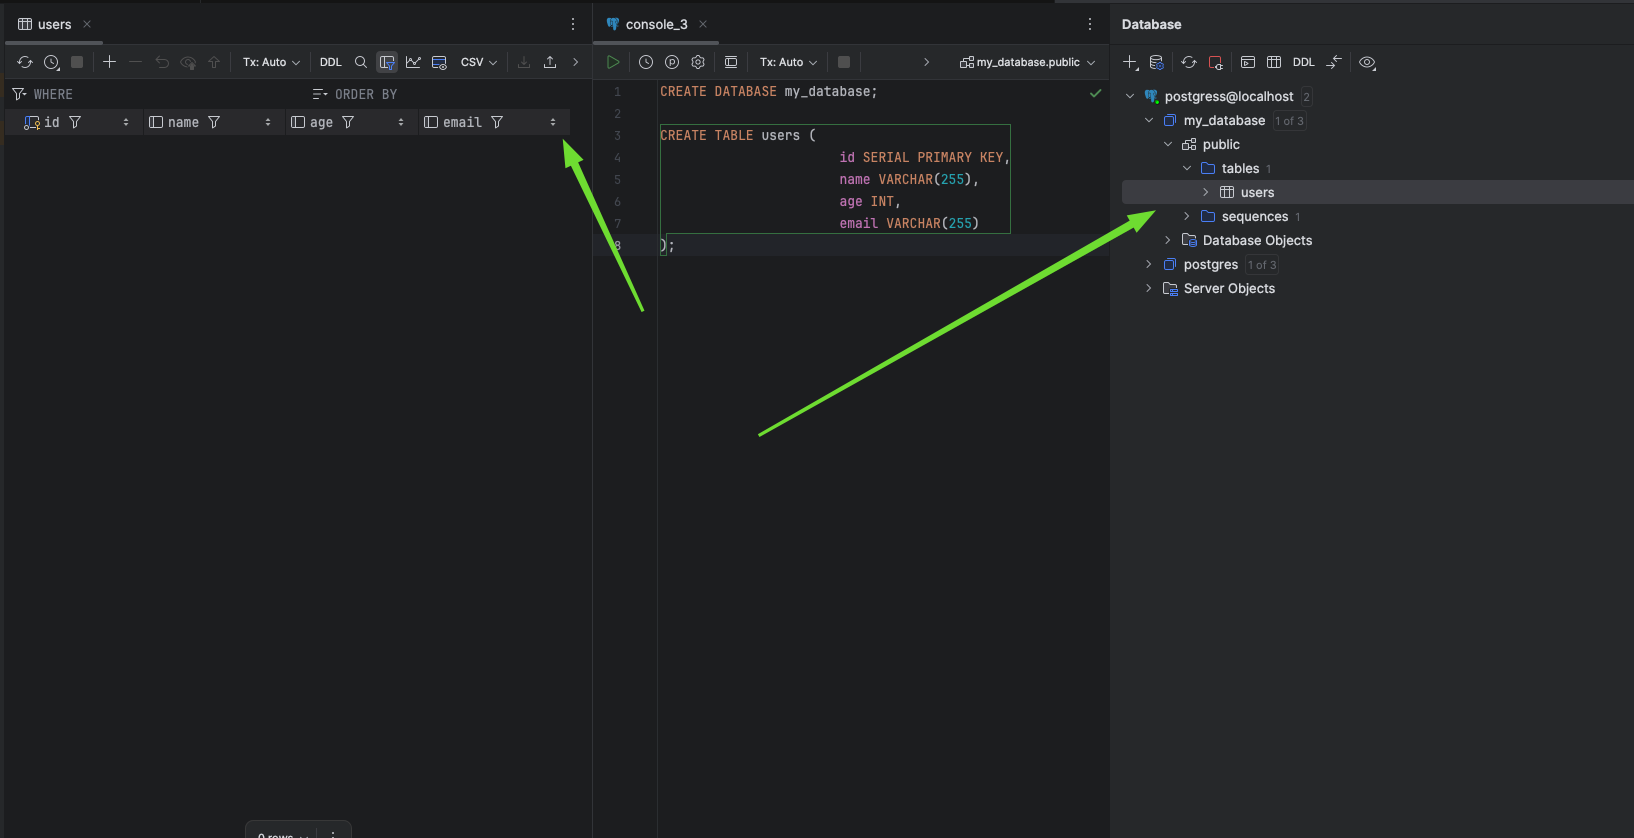 users
Tx: Auto DDL CSV
WHERE ORDER BY
id name age email
0 rows
console_3
Tx: Auto my_database.public
1 CREATE DATABASE my_database;
2
3 CREATE TABLE users (
4 id SERIAL PRIMARY KEY,
5 name VARCHAR(255),
6 age INT,
7 email VARCHAR(255)
8 );
Database
DDL
postgress@localhost 2
my_database 1 of 3
public
tables 1
users
sequences 1
Database Objects
postgres 1 of 3
Server Objects